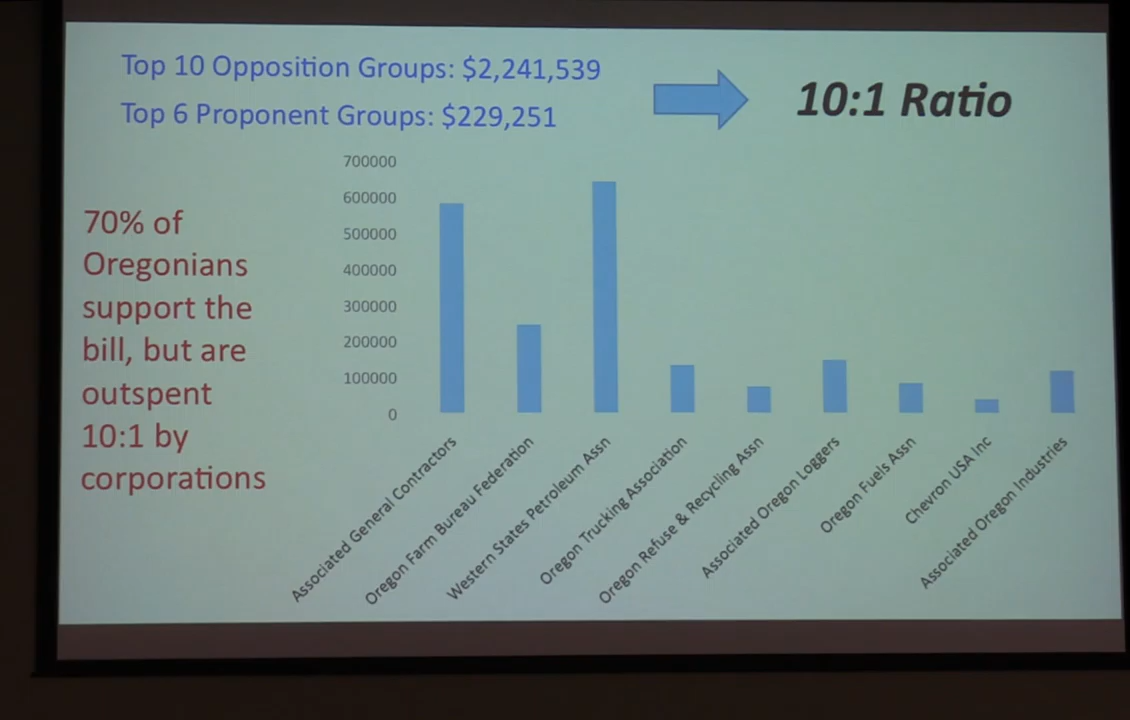 Top 10 Opposition Groups: $2,241,539
Top 6 Proponent Groups: $229,251
10:1 Ratio
70% of
Oregonians
support the
bill, but are
outspent
10:1 by
corporations
700000
600000
500000
400000
300000
200000
100000
0
Associated General Contractors
Oregon Farm Bureau Federation
Western States Petroleum Assn
Oregon Trucking Association
Oregon Refuse & Recycling Assn
Associated Oregon Loggers
Oregon Fuels Assn
Chevron USA Inc
Associated Oregon Industries